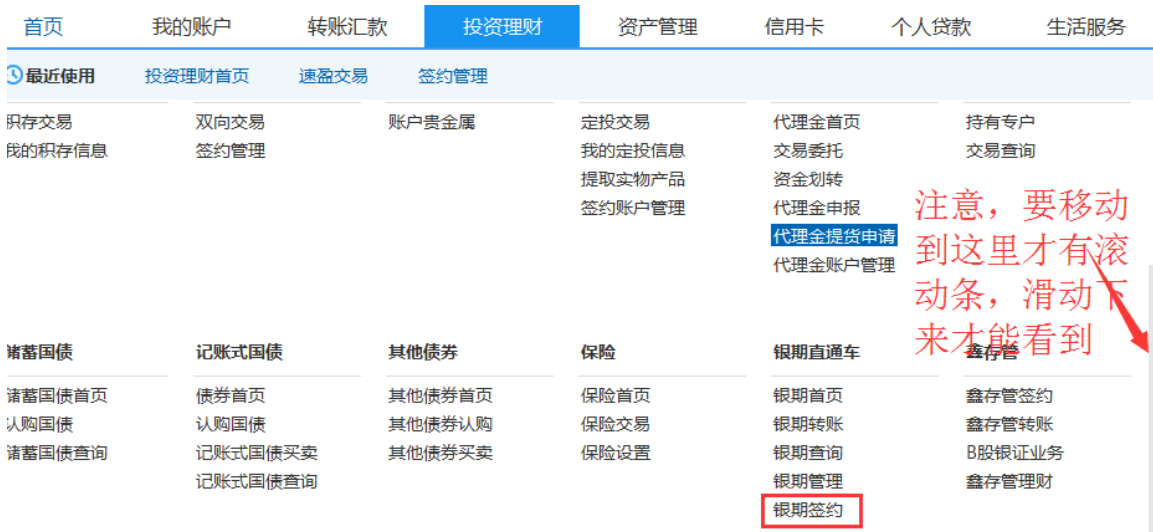 首页 我的账户 转账汇款 投资理财 资产管理 信用卡 个人贷款 生活服务
最近使用 投资理财首页 速盈交易 签约管理
积存交易 双向交易 账户贵金属 定投交易 代理金首页 持有专户
我的积存信息 签约管理 我的定投信息 交易委托 交易查询
提取实物产品 资金划转
签约账户管理 代理金申报
代理金提货申请
代理金账户管理
注意，要移动
到这里才有滚
动条，滑动下
来才能看到
储蓄国债 记账式国债 其他债券 保险 银期直通车 鑫存管
储蓄国债首页 债券首页 其他债券首页 保险首页 银期首页 鑫存管签约
认购国债 认购国债 其他债券认购 保险交易 银期转账 鑫存管转账
储蓄国债查询 记账式国债买卖 其他债券买卖 保险设置 银期查询 B股银证业务
记账式国债查询 银期管理 鑫存管理财
银期签约